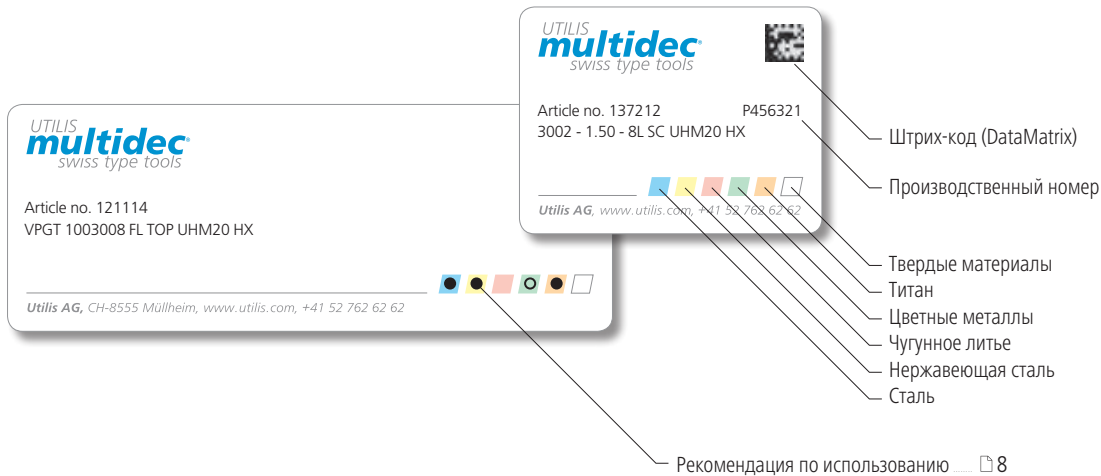 UTILIS
multidec®
swiss type tools
Article no. 137212 P456321
3002 - 1.50 - 8L SC UHM20 HX
Utilis AG, www.utilis.com, +41 52 762 62 62
UTILIS
multidec®
swiss type tools
Article no. 121114
VPGT 1003008 FL TOP UHM20 HX
Utilis AG, CH-8555 Müllheim, www.utilis.com, +41 52 762 62 62
Штрих-код (DataMatrix)
Производственный номер
Твердые материалы
Титан
Цветные металлы
Чугунное литье
Нержавеющая сталь
Сталь
Рекомендация по использованию ..... 8